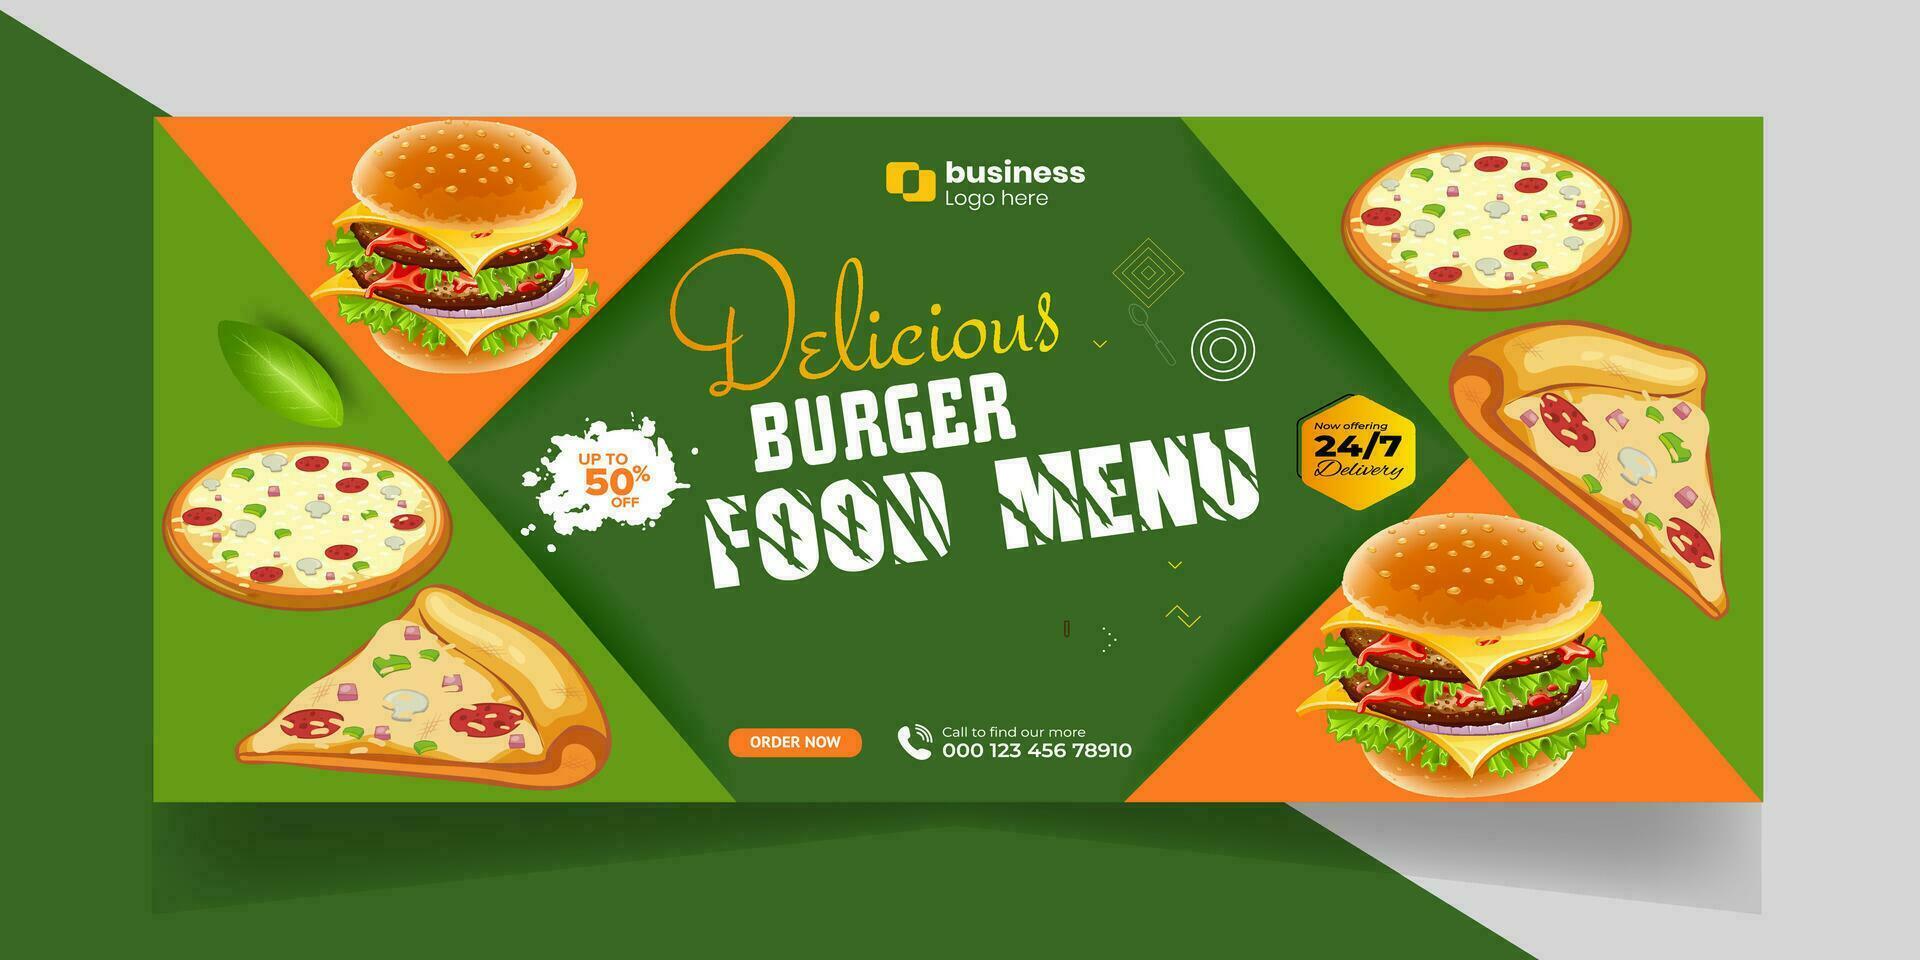 business
Logo here
Delicious
BURGER
FOOD MENU
UP TO
50%
OFF
Now offering
24/7
Delivery
ORDER NOW
Call to find our more
000 123 456 78910